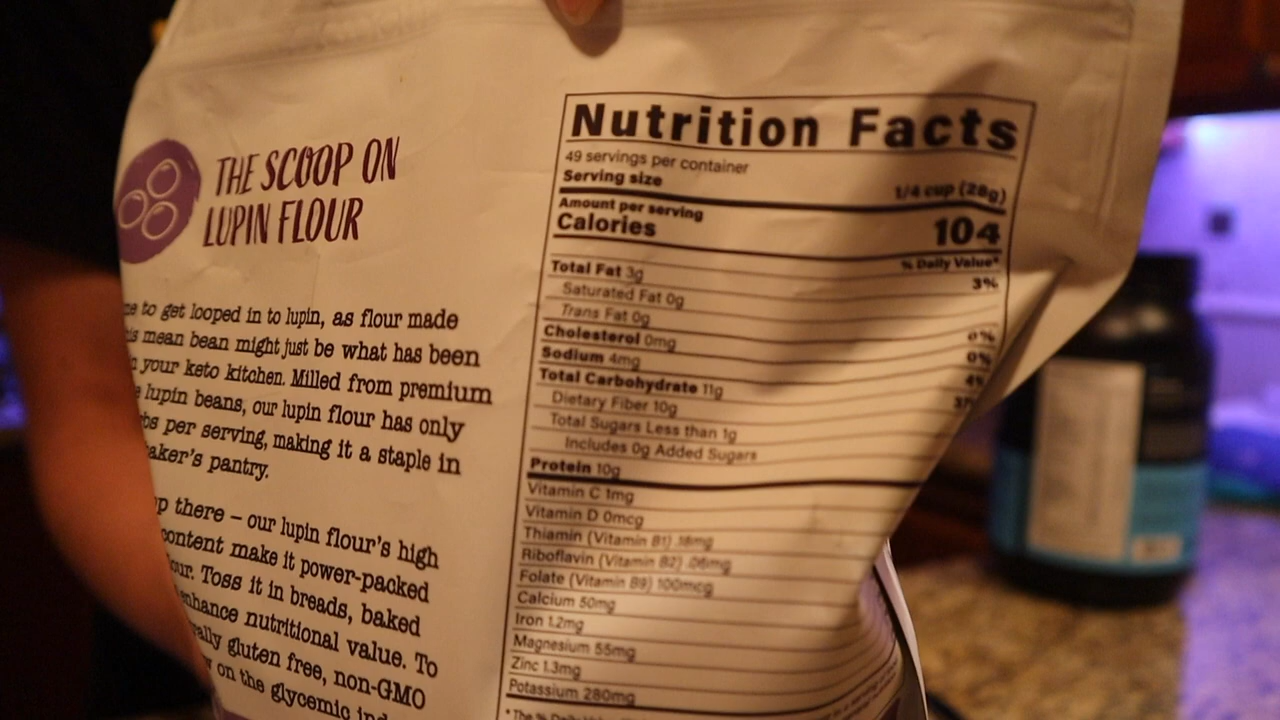 THE SCOOP ON
LUPIN FLOUR
to get looped in to lupin, as flour made
mean bean might just be what has been
your keto kitchen. Milled from premium
lupin beans, our lupin flour has only
per serving, making it a staple in
pantry.
there – our lupin flour's high
content make it power-packed
Toss it in breads, baked
nutritional value. To
gluten free, non-GMO
on the glycemic
Nutrition Facts
49 servings per container
Serving size 1/4 cup (28g)
Amount per serving
Calories 104
% Daily Value*
Total Fat 3g 3%
Saturated Fat 0g
Trans Fat 0g
Cholesterol 0mg 0%
Sodium 4mg 0%
Total Carbohydrate 11g 4%
Dietary Fiber 10g
Total Sugars Less than 1g
Includes 0g Added Sugars
Protein 10g
Vitamin C 1mg
Vitamin D 0mcg
Thiamin (Vitamin B1) .16mg
Riboflavin (Vitamin B2) .06mg
Folate (Vitamin B9) 100mcg
Calcium 50mg
Iron 1.2mg
Magnesium 55mg
Zinc 1.3mg
Potassium 280mg
* The % Daily